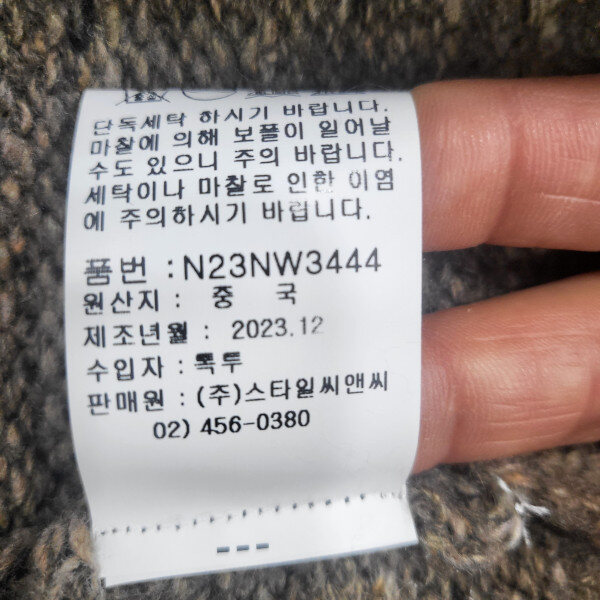 단독세탁 하시기 바랍니다.
마찰에 의해 보풀이 일어날
수도 있으니 주의 바랍니다.
세탁이나 마찰로 인한 이염
에 주의하시기 바랍니다.
품번 : N23NW3444
원산지 : 중 국
제조년월 : 2023.12
수입자 : 룩투
판매원 : (주)스타일씨앤씨
02) 456-0380
---